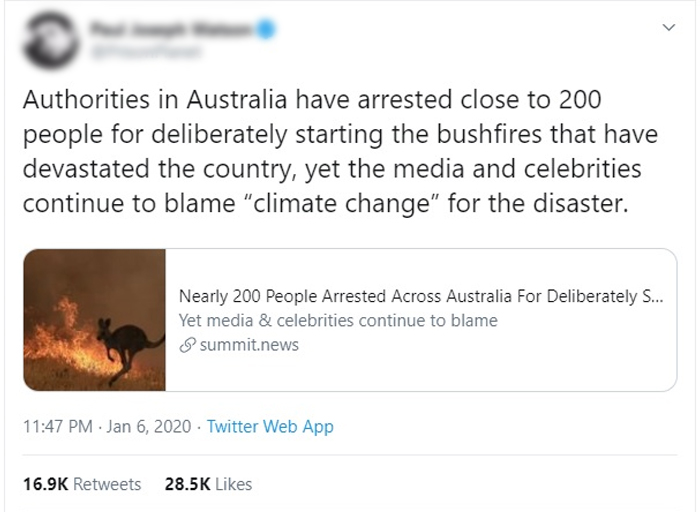 Authorities in Australia have arrested close to 200
people for deliberately starting the bushfires that have
devastated the country, yet the media and celebrities
continue to blame “climate change” for the disaster.
Nearly 200 People Arrested Across Australia For Deliberately S...
Yet media & celebrities continue to blame
summit.news
11:47 PM · Jan 6, 2020 · Twitter Web App
16.9K Retweets 28.5K Likes